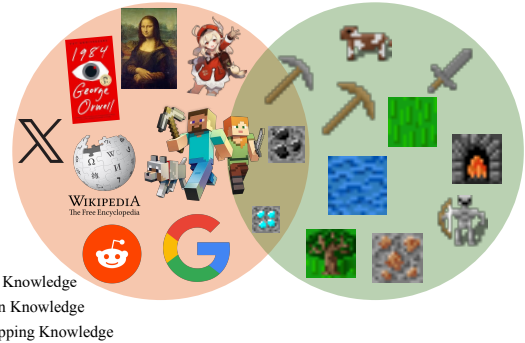 1984
George
Orwell
WIKIPEDIA
The Free Encyclopedia
Knowledge
n Knowledge
pping Knowledge